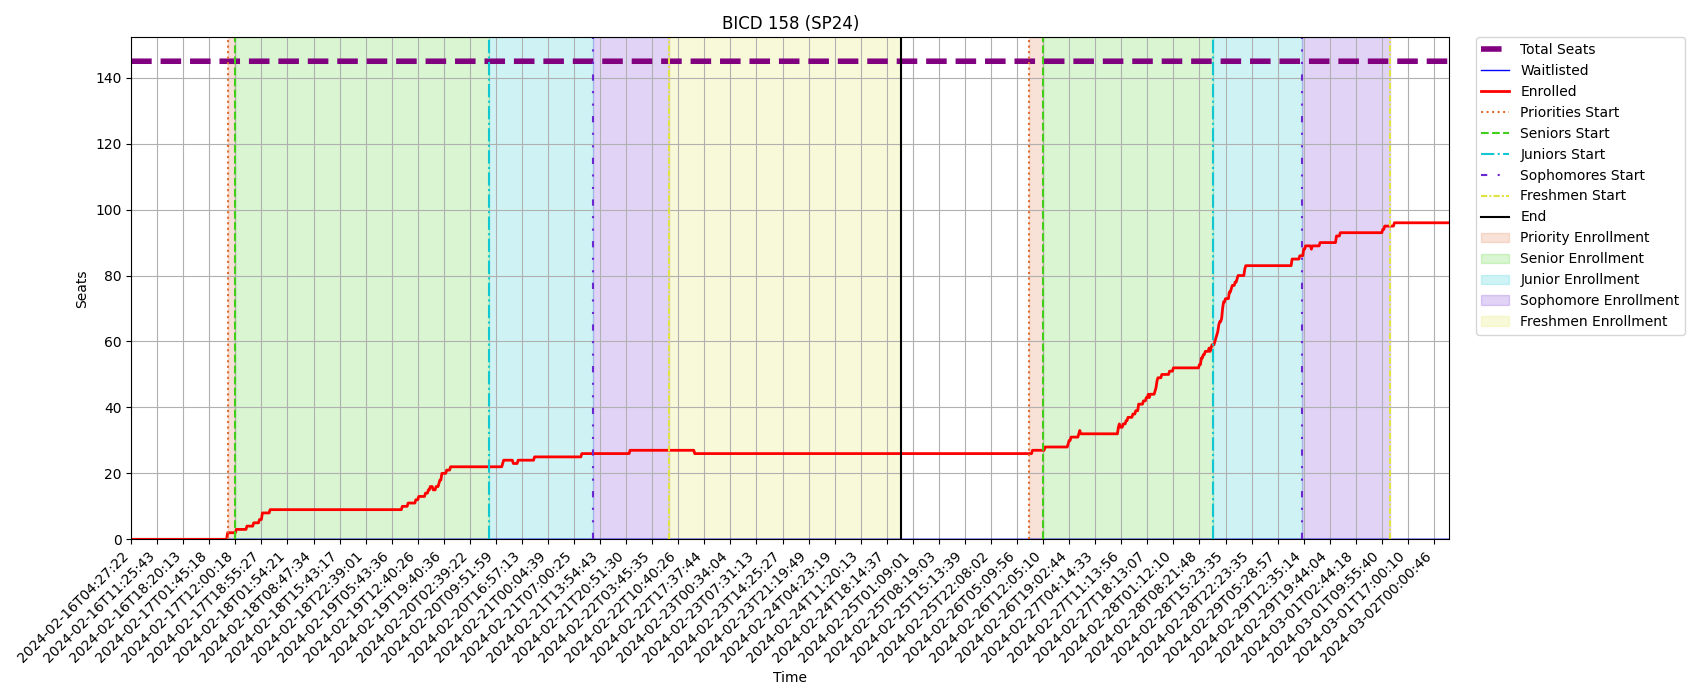 BICD 158 (SP24)
Seats
140
120
100
80
60
40
20
0
2024-02-16T04:27:22
2024-02-16T11:25:43
2024-02-16T18:20:13
2024-02-17T01:45:18
2024-02-17T12:00:18
2024-02-17T18:55:27
2024-02-18T01:54:21
2024-02-18T08:47:34
2024-02-18T15:43:17
2024-02-18T22:39:01
2024-02-19T05:43:36
2024-02-19T12:40:26
2024-02-19T19:40:36
2024-02-20T02:39:22
2024-02-20T09:51:59
2024-02-20T16:57:13
2024-02-21T00:04:39
2024-02-21T07:00:25
2024-02-21T13:54:43
2024-02-21T20:51:30
2024-02-22T03:45:35
2024-02-22T10:40:26
2024-02-22T17:37:44
2024-02-23T00:34:04
2024-02-23T07:31:13
2024-02-23T14:25:27
2024-02-23T21:19:49
2024-02-24T04:23:19
2024-02-24T11:20:13
2024-02-24T18:14:37
2024-02-25T01:09:01
2024-02-25T08:19:03
2024-02-25T15:13:39
2024-02-25T22:08:02
2024-02-26T05:09:56
2024-02-26T12:05:10
2024-02-26T19:02:44
2024-02-27T04:14:33
2024-02-27T11:13:56
2024-02-27T18:13:07
2024-02-28T01:12:10
2024-02-28T08:21:48
2024-02-28T15:23:35
2024-02-28T22:23:35
2024-02-29T05:28:57
2024-02-29T12:35:14
2024-02-29T19:44:04
2024-03-01T02:44:18
2024-03-01T09:55:40
2024-03-01T17:00:10
2024-03-02T00:00:46
Time
Total Seats
Waitlisted
Enrolled
Priorities Start
Seniors Start
Juniors Start
Sophomores Start
Freshmen Start
End
Priority Enrollment
Senior Enrollment
Junior Enrollment
Sophomore Enrollment
Freshmen Enrollment